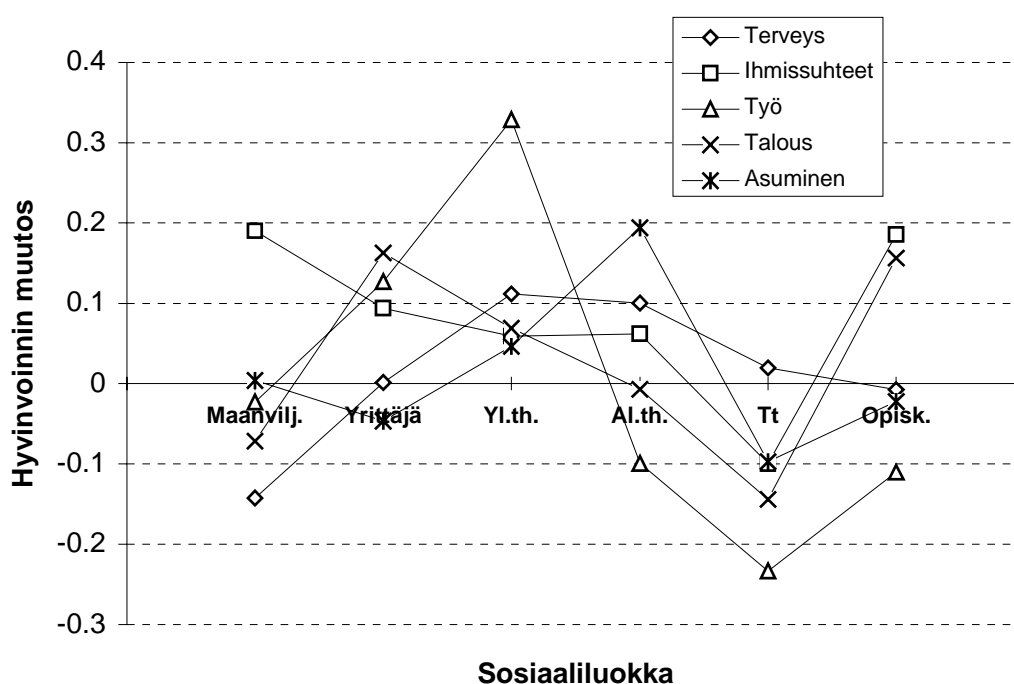 Terveys
Ihmissuhteet
Työ
Talous
Asuminen
0.4
0.3
0.2
0.1
0
-0.1
-0.2
-0.3
Hyvinvoinnin muutos
Maanvilj. Yrittäjä Yl.th. Al.th. Tt Opisk.
Sosiaaliluokka